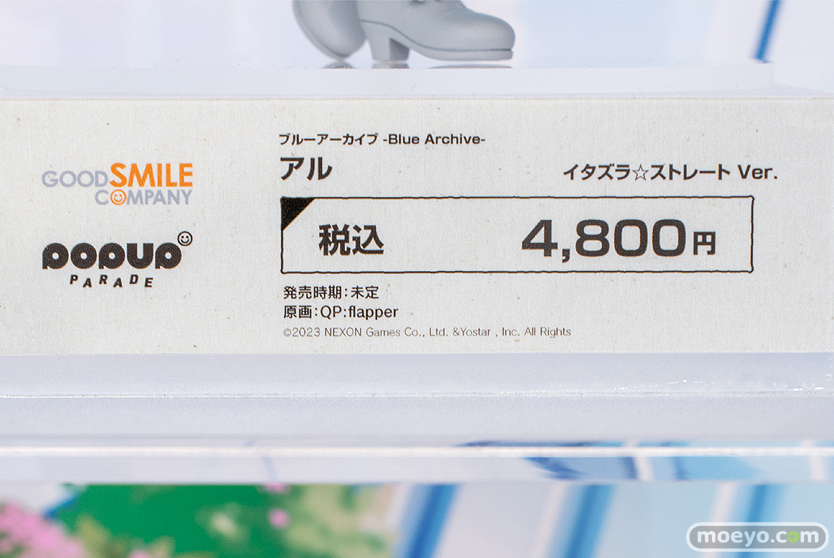 ブルーアーカイブ -Blue Archive-
アル
イタズラ☆ストレート Ver.
GOOD SMILE
COMPANY
税込 4,800円
POPUP
PARADE
発売時期:未定
原画:QP:flapper
©2023 NEXON Games Co., Ltd. &Yostar , Inc. All Rights
moeyo.com